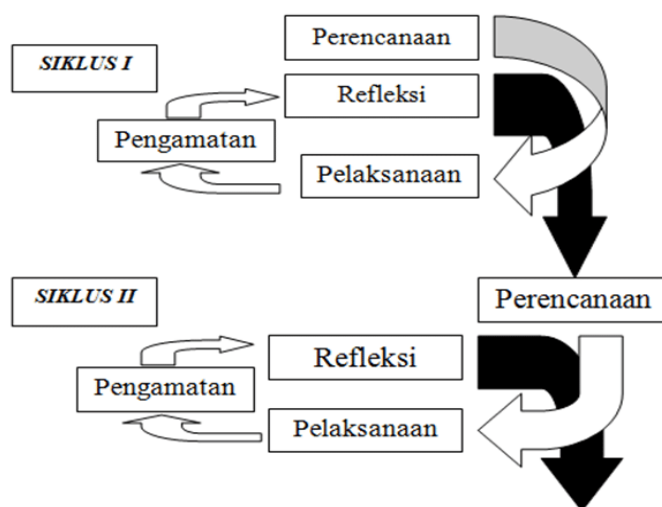 Perencanaan
SIKLUS I
Refleksi
Pengamatan
Pelaksanaan
SIKLUS II
Perencanaan
Refleksi
Pengamatan
Pelaksanaan